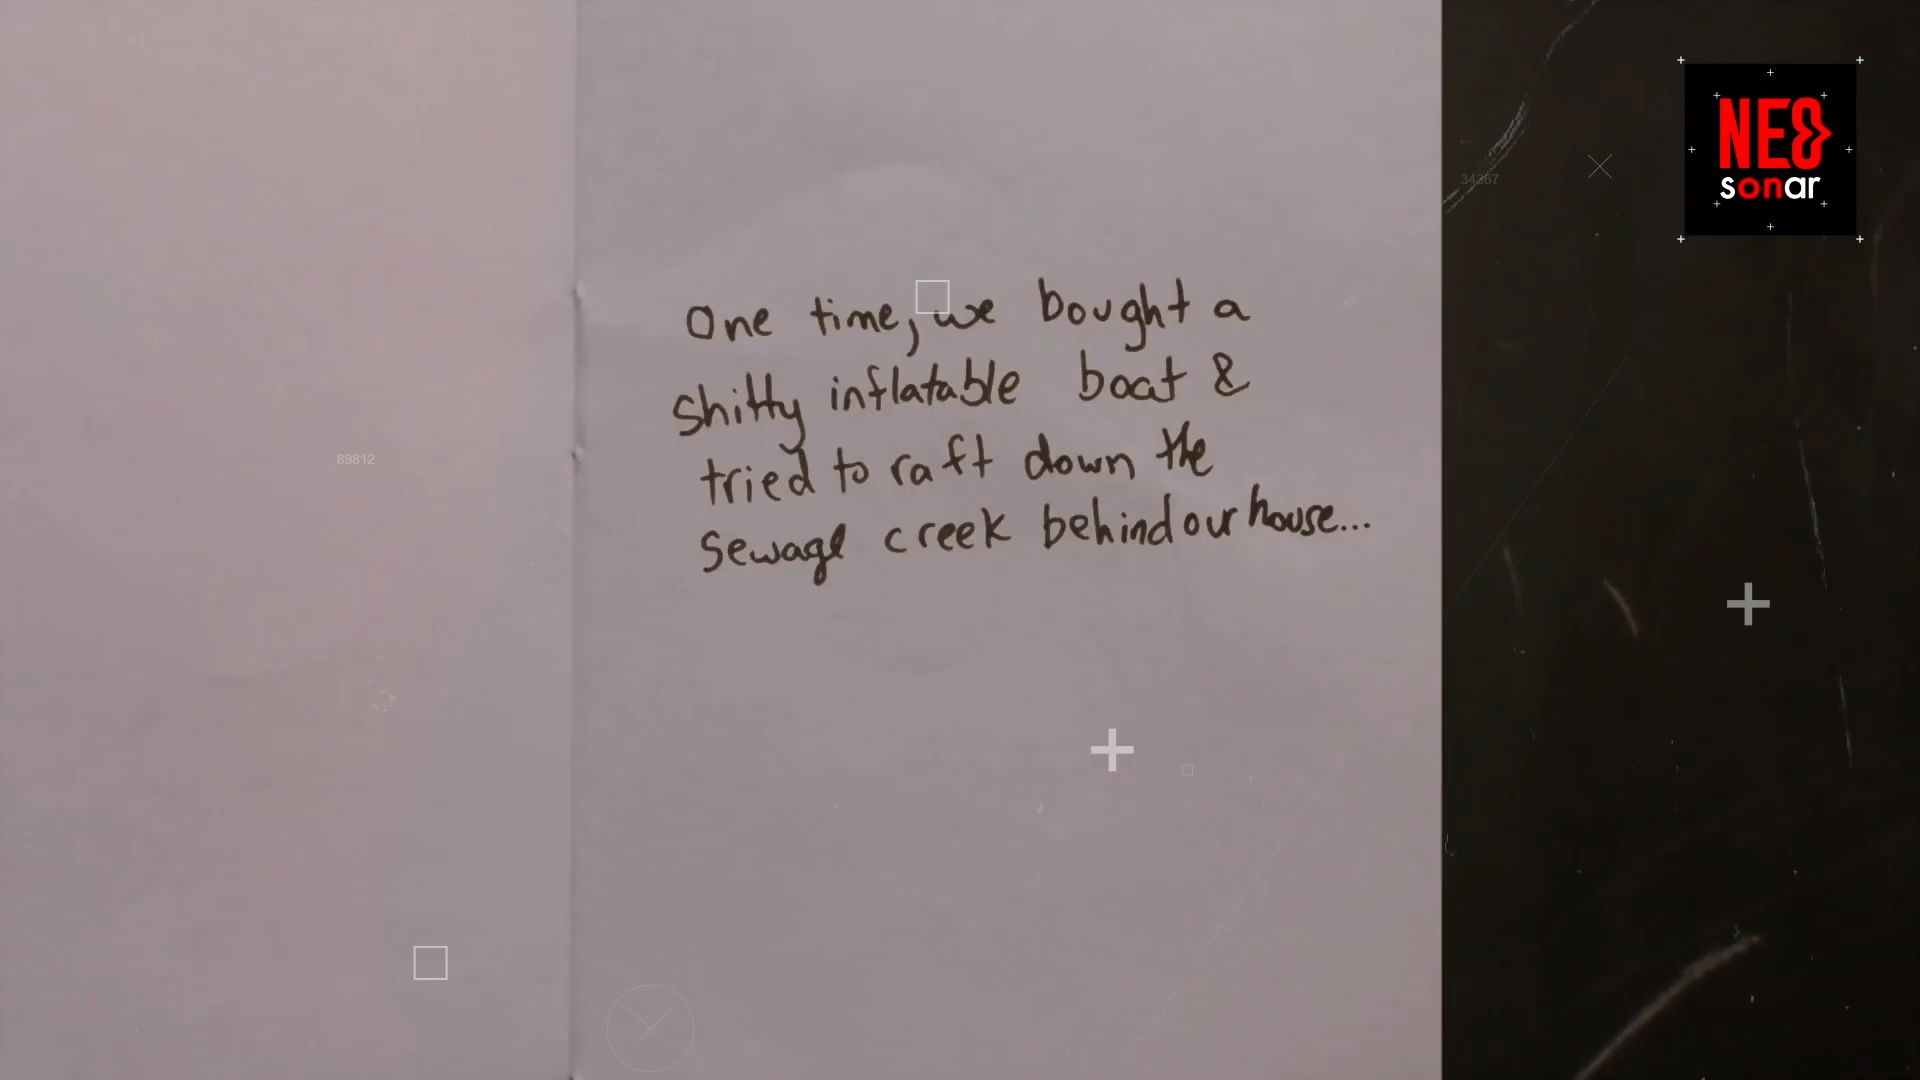 NEO
sonar
34367
One time, we bought a
shitty inflatable boat &
tried to raft down the
sewage creek behind our house...
89812